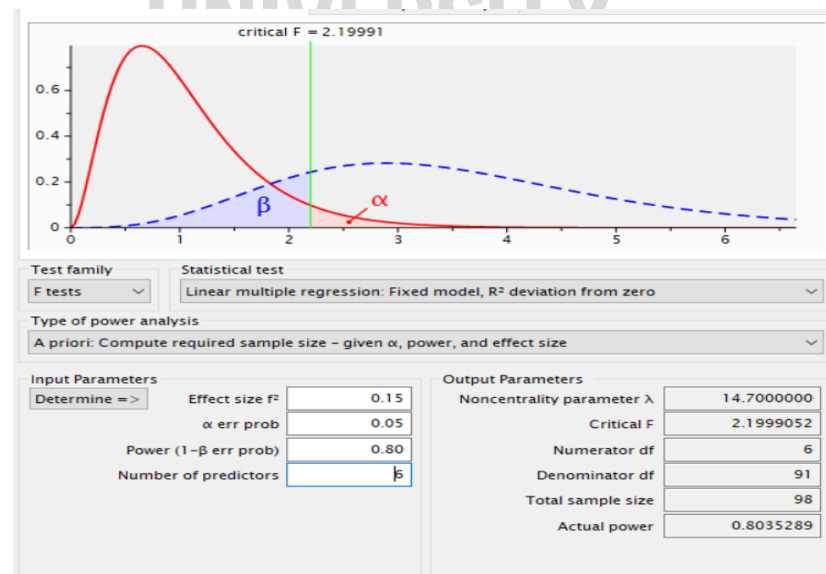 UNIVERSITY
critical F = 2.19991
0.6
0.4
0.2
0
β
α
0 1 2 3 4 5 6
Test family Statistical test
F tests Linear multiple regression: Fixed model, R² deviation from zero
Type of power analysis
A priori: Compute required sample size – given α, power, and effect size
Input Parameters Output Parameters
Determine => Effect size f² 0.15 Noncentrality parameter λ 14.7000000
α err prob 0.05 Critical F 2.1999052
Power (1-β err prob) 0.80 Numerator df 6
Number of predictors 6 Denominator df 91
Total sample size 98
Actual power 0.8035289